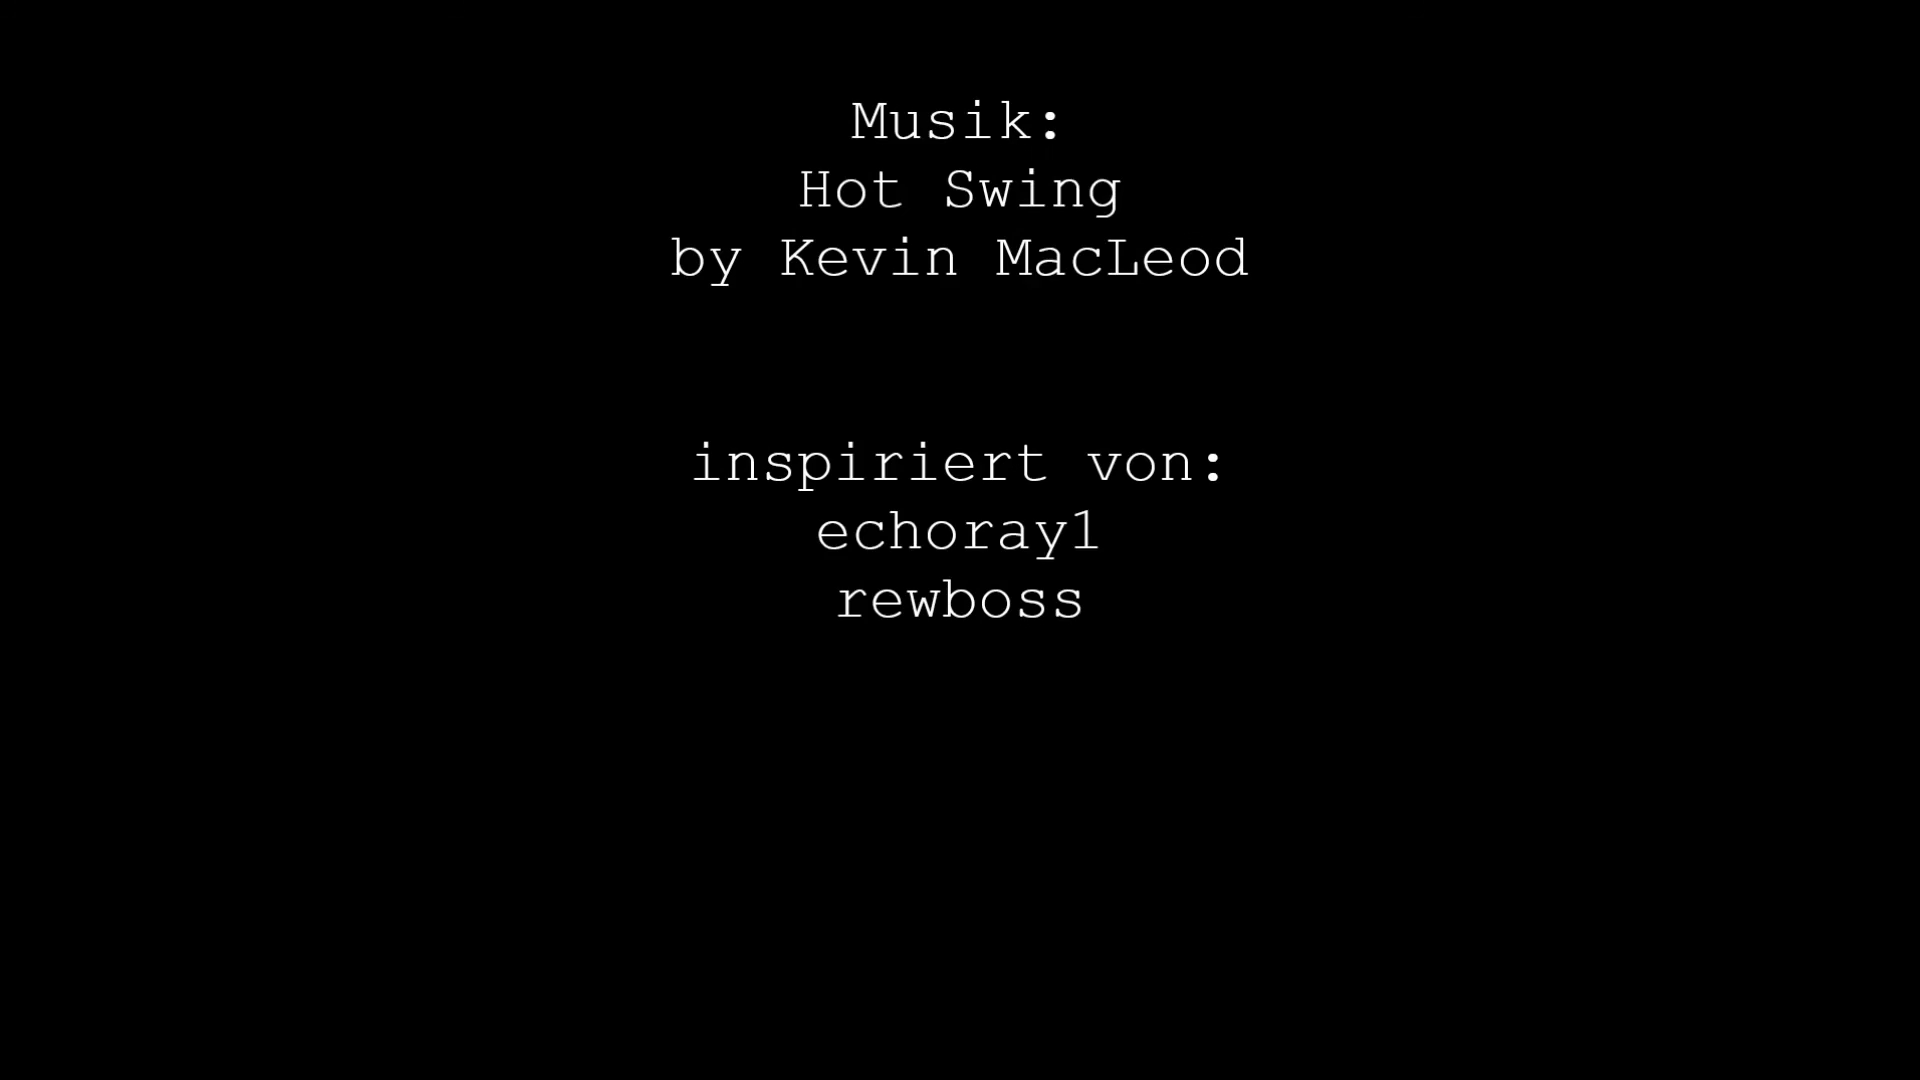 Musik:
Hot Swing
by Kevin MacLeod
inspiriert von:
echoray1
rewboss